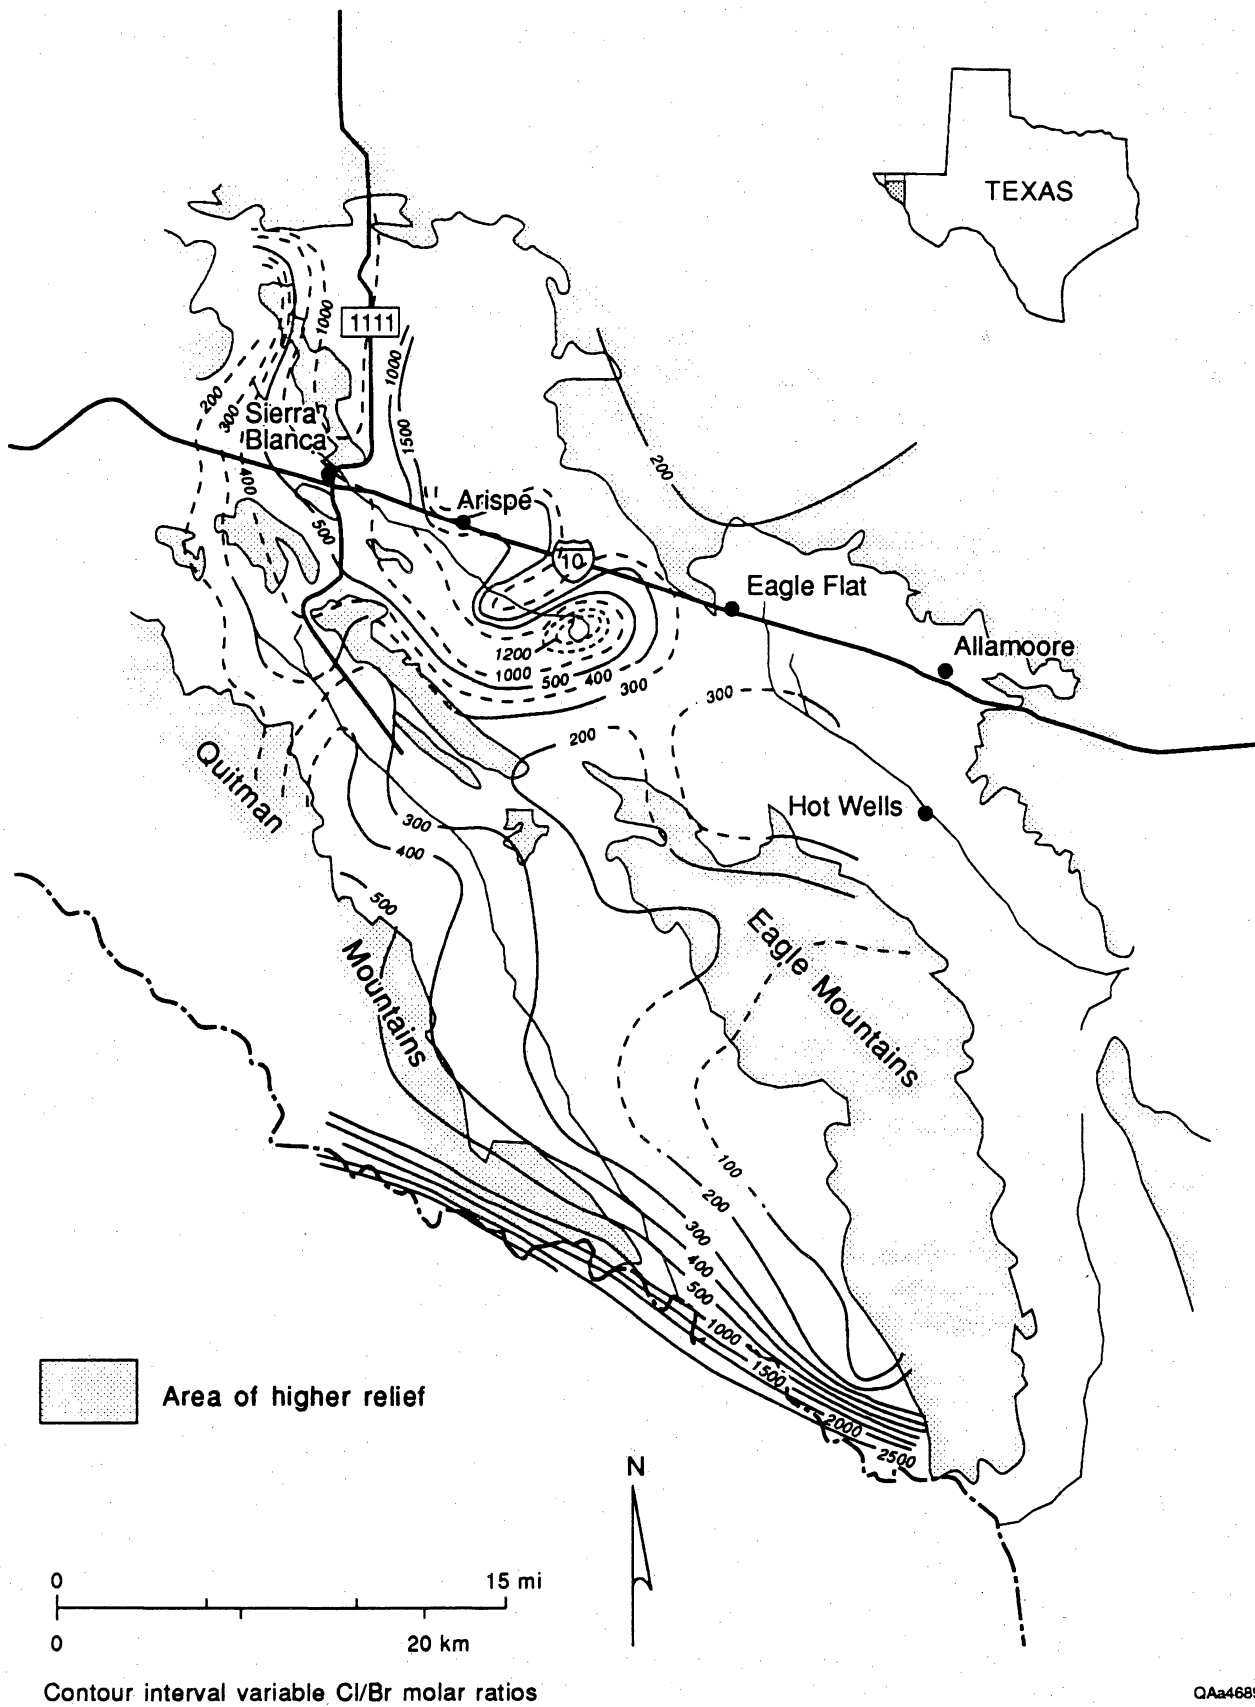 TEXAS
1000
1111
1000
200
300
Sierra
Blanca
1500
200
400
Arispe
500
10
Eagle Flat
Allamoore
1200
1000
500
400
300
300
200
Quitman
Hot Wells
300
400
500
Mountains
Eagle Mountains
100
200
300
400
500
1000
1500
2000
2500
Area of higher relief
N
0
15 mi
0
20 km
Contour interval variable Cl/Br molar ratios